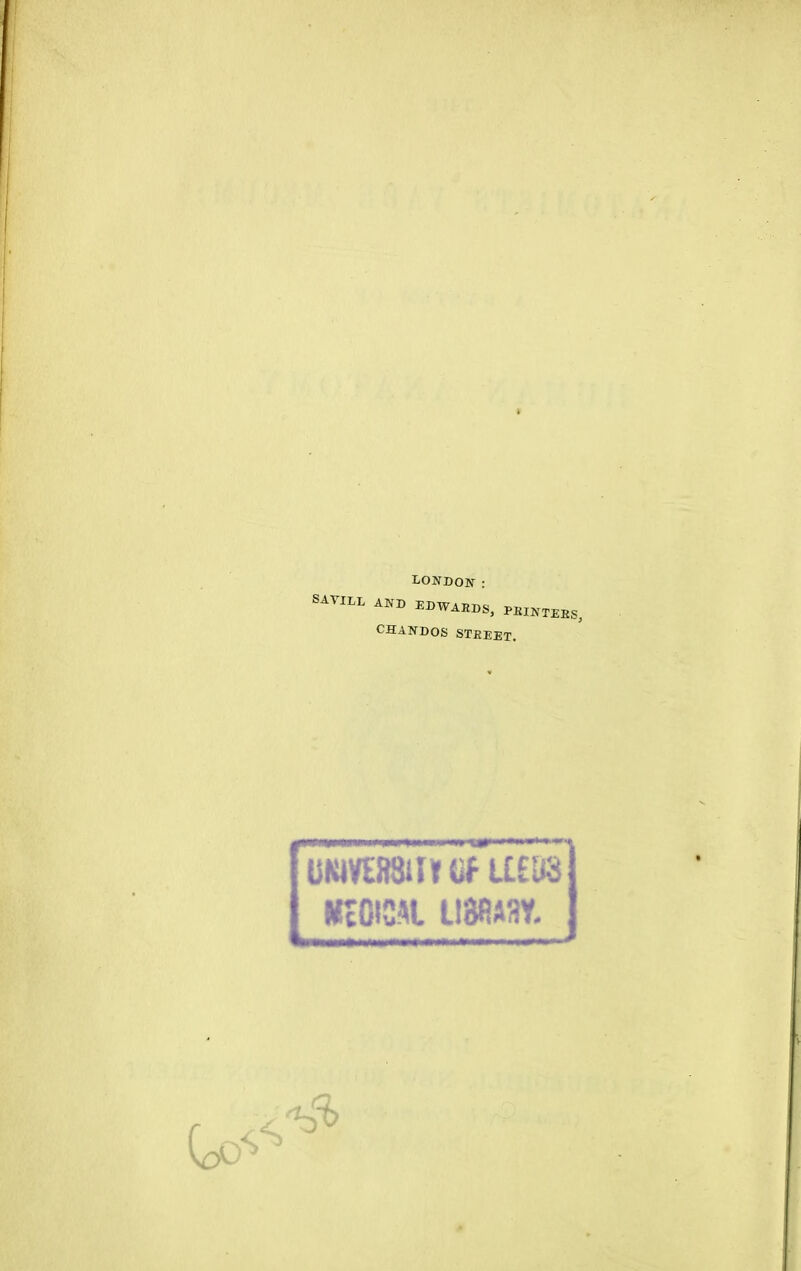 LONDON :
SAVILL AND EDWARDS, PRINTERS,
CHANDOS STREET.
UNIVERSITY OF LEEDS
MEDICAL LIBRARY.